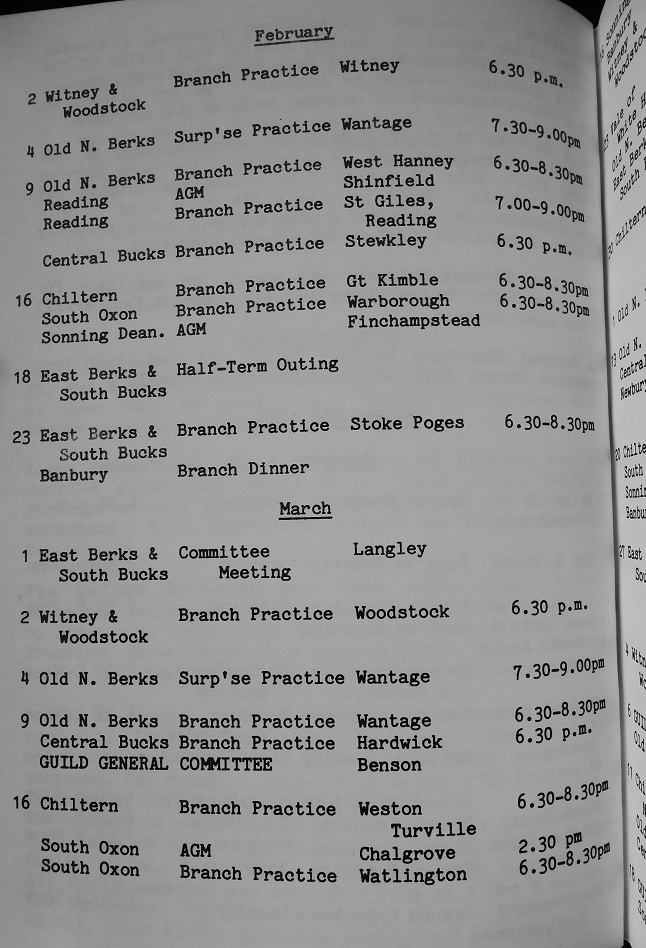 February
2 Witney & Branch Practice Witney 6.30 p.m.
Woodstock
4 Old N. Berks Surp'se Practice Wantage 7.30-9.00pm
9 Old N. Berks Branch Practice West Hanney 6.30-8.30pm
Reading AGM Shinfield
Reading Branch Practice St Giles, 7.00-9.00pm
Reading
Central Bucks Branch Practice Stewkley 6.30 p.m.
16 Chiltern Branch Practice Gt Kimble 6.30-8.30pm
South Oxon Branch Practice Warborough 6.30-8.30pm
Sonning Dean. AGM Finchampstead
18 East Berks & Half-Term Outing
South Bucks
23 East Berks & Branch Practice Stoke Poges 6.30-8.30pm
South Bucks
Banbury Branch Dinner
March
1 East Berks & Committee Langley
South Bucks Meeting
2 Witney & Branch Practice Woodstock 6.30 p.m.
Woodstock
4 Old N. Berks Surp'se Practice Wantage 7.30-9.00pm
9 Old N. Berks Branch Practice Wantage 6.30-8.30pm
Central Bucks Branch Practice Hardwick 6.30 p.m.
GUILD GENERAL COMMITTEE Benson
16 Chiltern Branch Practice Weston 6.30-8.30pm
Turville
South Oxon AGM Chalgrove 2.30 pm
South Oxon Branch Practice Watlington 6.30-8.30pm